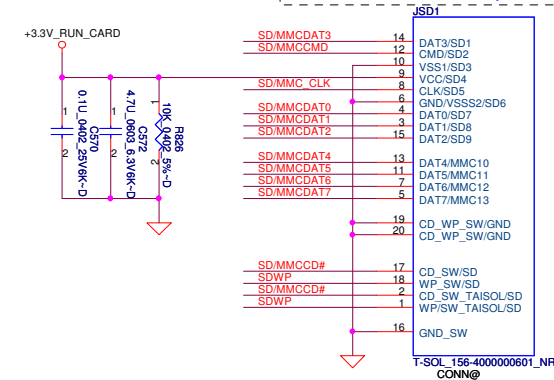 JSD1
+3.3V_RUN_CARD
SD/MMCDAT3 14 DAT3/SD1
SD/MMCCMD 12 CMD/SD2
10 VSS1/SD3
9 VCC/SD4
SD/MMC_CLK 8 CLK/SD5
6 GND/VSSS2/SD6
SD/MMCDAT0 4 DAT0/SD7
SD/MMCDAT1 3 DAT1/SD8
SD/MMCDAT2 15 DAT2/SD9
SD/MMCDAT4 13 DAT4/MMC10
SD/MMCDAT5 11 DAT5/MMC11
SD/MMCDAT6 7 DAT6/MMC12
SD/MMCDAT7 5 DAT7/MMC13
19 CD_WP_SW/GND
20 CD_WP_SW/GND
SD/MMCCD# 17 CD_SW/SD
SDWP 18 WP_SW/SD
SD/MMCCD# 2 CD_SW_TAISOL/SD
SDWP 1 WP/SW_TAISOL/SD
16 GND_SW
T-SOL_156-4000000601_NR
CONN@
1 2
C570
0.1U_0402_25V6K~D
1 2
C572
4.7U_0603_6.3V6K~D
1 2
R826
10K_0402_5%~D